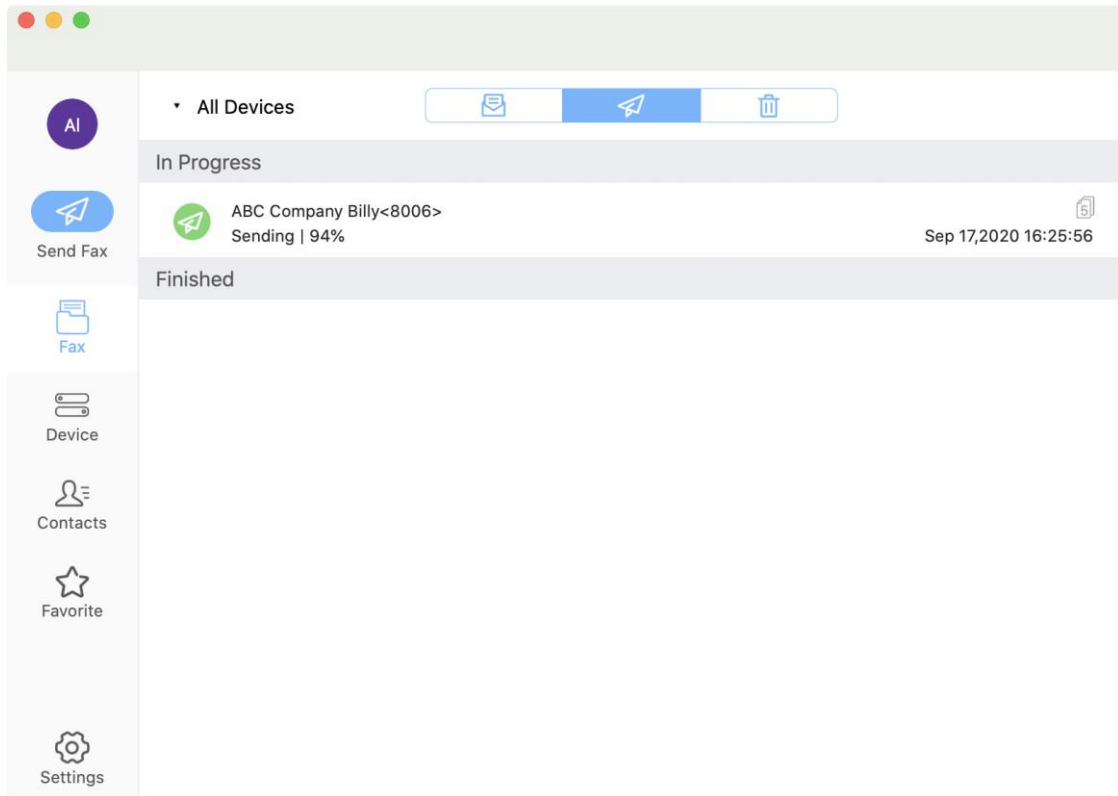 AI
All Devices
In Progress
ABC Company Billy<8006>
5
Sending | 94%
Sep 17,2020 16:25:56
Finished
Send Fax
Fax
Device
Contacts
Favorite
Settings